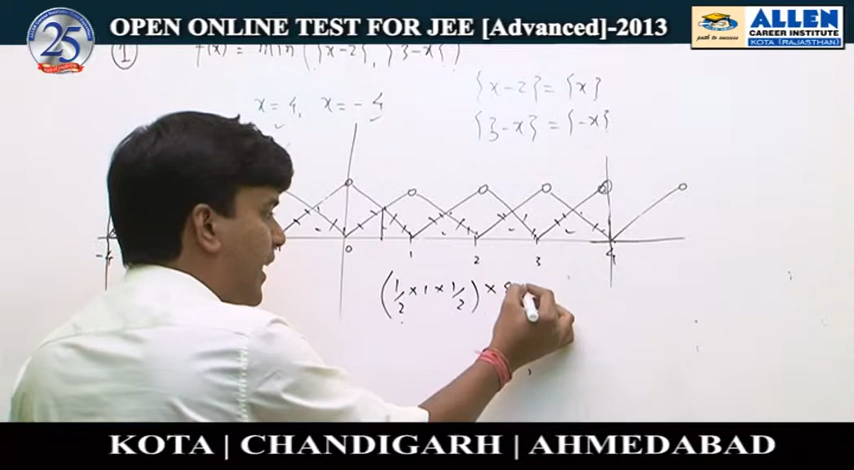 25
OPEN ONLINE TEST FOR JEE [Advanced]-2013
path to success
ALLEN
CAREER INSTITUTE
KOTA (RAJASTHAN)
① f(x) = min ({x-2}, {3-x})
x = 4, x = -4
{x-2} = {x}
{3-x} = {-x}
-4 0 1 2 3 4
(1/2 × 1 × 1/2) ×
KOTA | CHANDIGARH | AHMEDABAD